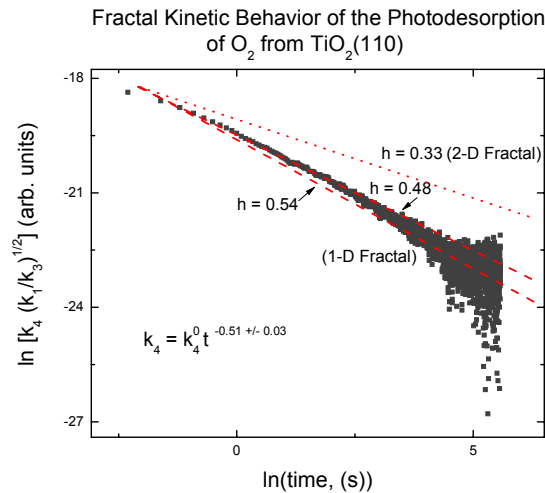 Fractal Kinetic Behavior of the Photodesorption
of O₂ from TiO₂(110)
-18
-21
-24
-27
ln [k₄ (k₁/k₃)^1/2] (arb. units)
h = 0.33 (2-D Fractal)
h = 0.48
h = 0.54
(1-D Fractal)
k₄ = k₄⁰ t ^-0.51 +/- 0.03
0
5
ln(time, (s))